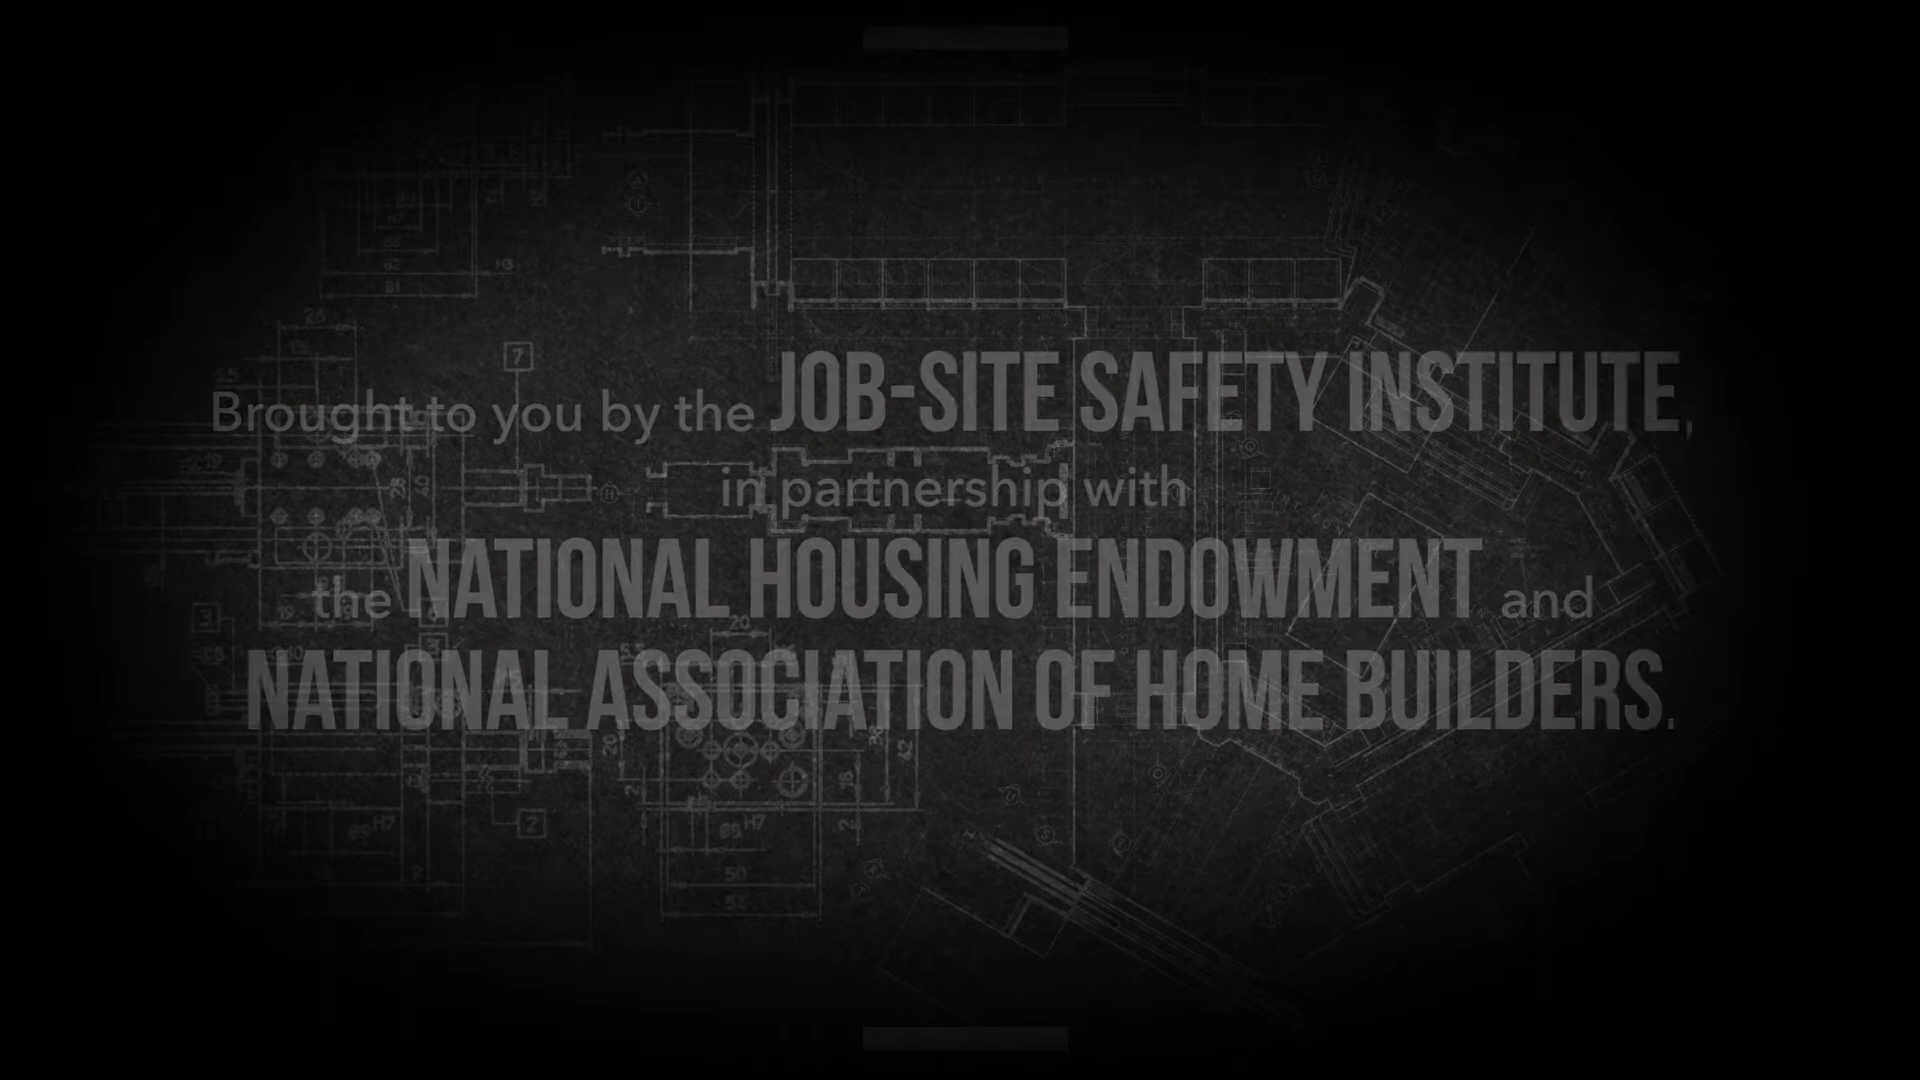 Brought to you by the JOB-SITE SAFETY INSTITUTE,
in partnership with
the NATIONAL HOUSING ENDOWMENT and
NATIONAL ASSOCIATION OF HOME BUILDERS.